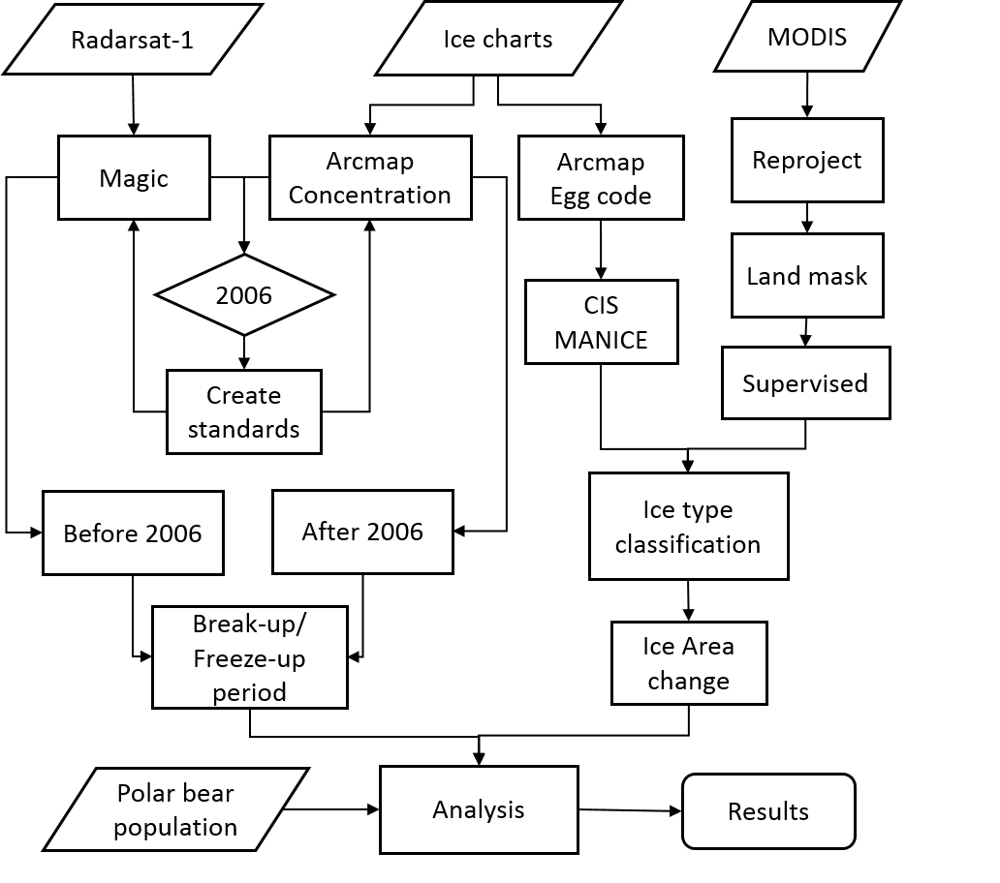 Radarsat-1
Ice charts
MODIS
Magic
Arcmap
Concentration
Arcmap
Egg code
Reproject
2006
CIS
MANICE
Land mask
Create
standards
Supervised
Before 2006
After 2006
Ice type
classification
Break-up/
Freeze-up
period
Ice Area
change
Polar bear
population
Analysis
Results